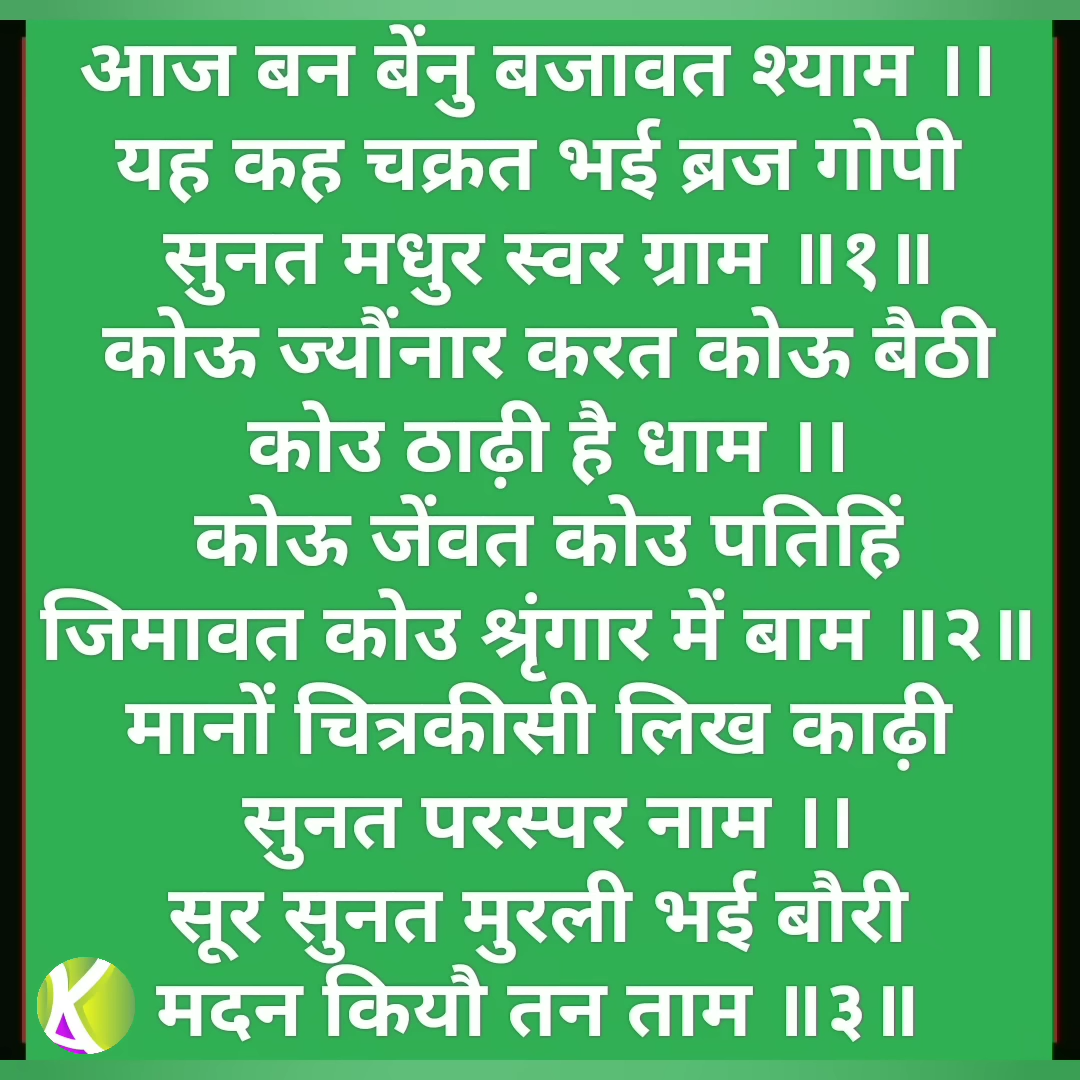 आज बन बेंनु बजावत श्याम ।।
यह कह चक्रत भई ब्रज गोपी
सुनत मधुर स्वर ग्राम ॥१॥
कोऊ ज्यौंनार करत कोऊ बैठी
कोउ ठाढ़ी है धाम ।।
कोऊ जेंवत कोउ पतिहिं
जिमावत कोउ श्रृंगार में बाम ॥२॥
मानों चित्रकीसी लिख काढ़ी
सुनत परस्पर नाम ।।
सूर सुनत मुरली भई बौरी
मदन कियौ तन ताम ॥३॥
K